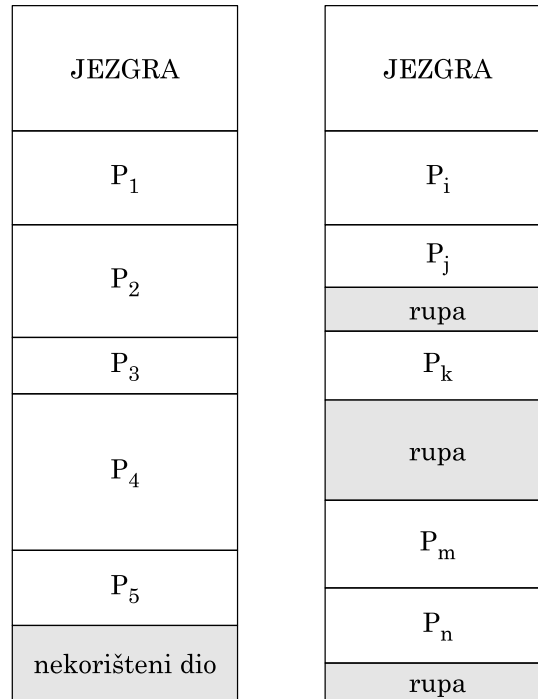 JEZGRA
P1
P2
P3
P4
P5
nekorišteni dio
JEZGRA
Pi
Pj
rupa
Pk
rupa
Pm
Pn
rupa